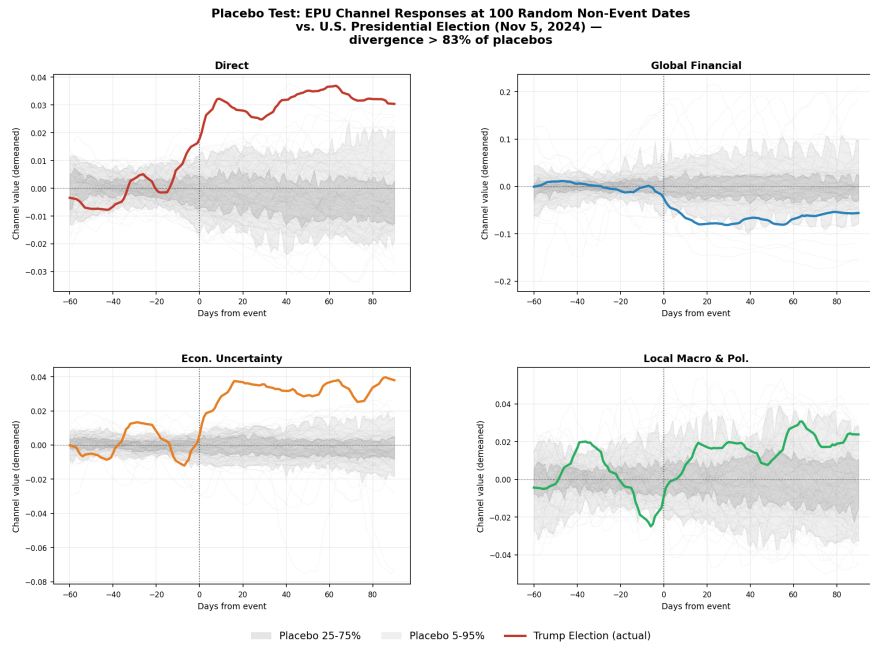 Placebo Test: EPU Channel Responses at 100 Random Non-Event Dates
vs. U.S. Presidential Election (Nov 5, 2024) —
divergence > 83% of placebos
Direct
Channel value (demeaned)
0.04
0.03
0.02
0.01
0.00
−0.01
−0.02
−0.03
−60 −40 −20 0 20 40 60 80
Days from event
Global Financial
Channel value (demeaned)
0.2
0.1
0.0
−0.1
−0.2
−60 −40 −20 0 20 40 60 80
Days from event
Econ. Uncertainty
Channel value (demeaned)
0.04
0.02
0.00
−0.02
−0.04
−0.06
−0.08
−60 −40 −20 0 20 40 60 80
Days from event
Local Macro & Pol.
Channel value (demeaned)
0.04
0.02
0.00
−0.02
−0.04
−60 −40 −20 0 20 40 60 80
Days from event
Placebo 25-75% Placebo 5-95% Trump Election (actual)